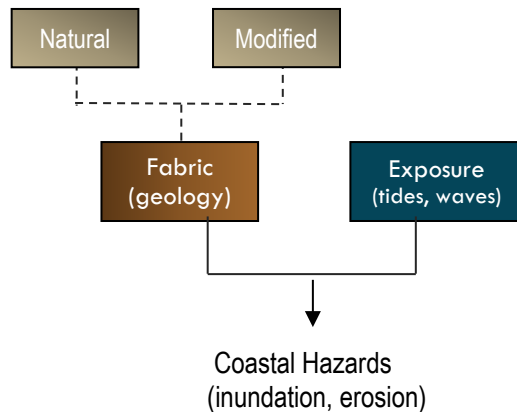 Natural
Modified
Fabric
(geology)
Exposure
(tides, waves)
Coastal Hazards
(inundation, erosion)